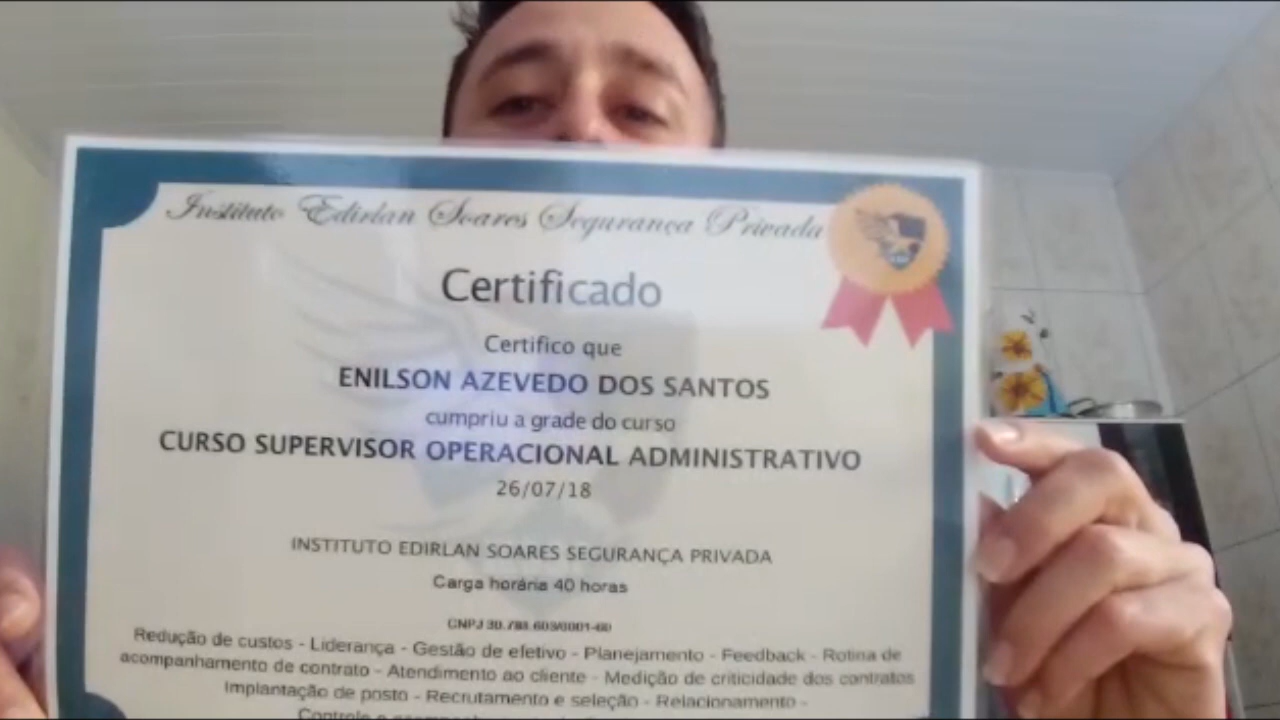 Instituto Edirlan Soares Segurança Privada
Certificado
Certifico que
ENILSON AZEVEDO DOS SANTOS
cumpriu a grade do curso
CURSO SUPERVISOR OPERACIONAL ADMINISTRATIVO
26/07/18
INSTITUTO EDIRLAN SOARES SEGURANÇA PRIVADA
Carga horária 40 horas
CNPJ
Redução de custos - Liderança - Gestão de efetivo - Planejamento - Feedback - Rotina de
acompanhamento de contrato - Atendimento ao cliente - Medição de criticidade dos contratos
Implantação de posto - Recrutamento e seleção - Relacionamento -
Controle e